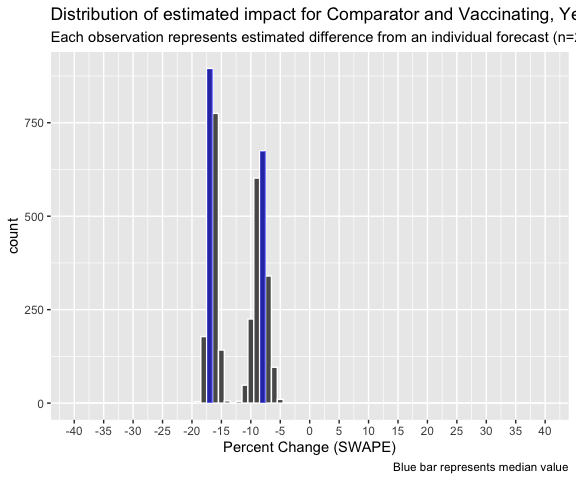 Distribution of estimated impact for Comparator and Vaccinating, Ye
Each observation represents estimated difference from an individual forecast (n=
count
750
500
250
0
-40 -35 -30 -25 -20 -15 -10 -5 0 5 10 15 20 25 30 35 40
Percent Change (SWAPE)
Blue bar represents median value